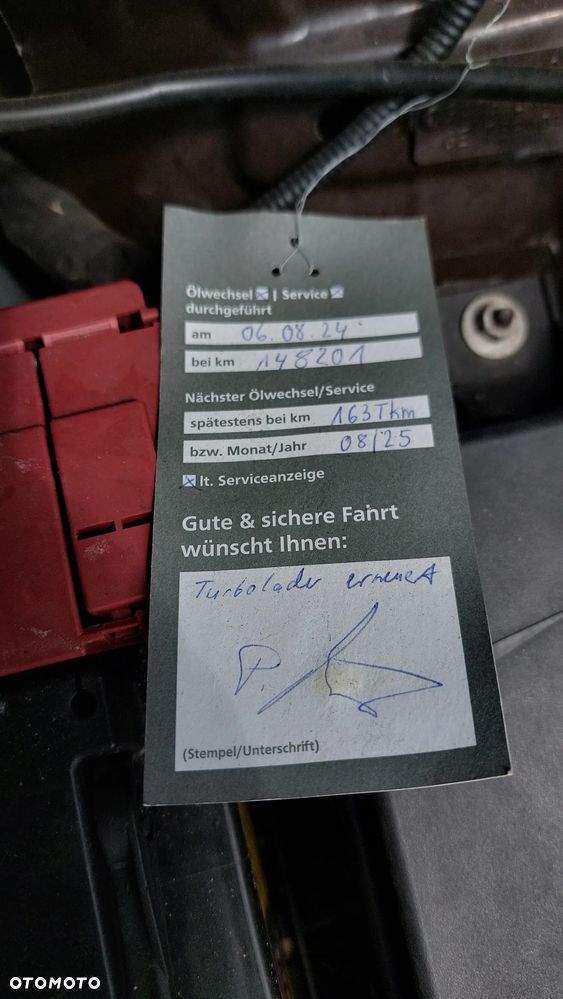 Ölwechsel ☒ | Service ☒
durchgeführt
am 06.08.24
bei km 148201
Nächster Ölwechsel/Service
spätestens bei km 163Tkm
bzw. Monat/Jahr 08/25
☒ lt. Serviceanzeige
Gute & sichere Fahrt
wünscht Ihnen:
Turbolader erneuert
P.
(Stempel/Unterschrift)
OTOMOTO